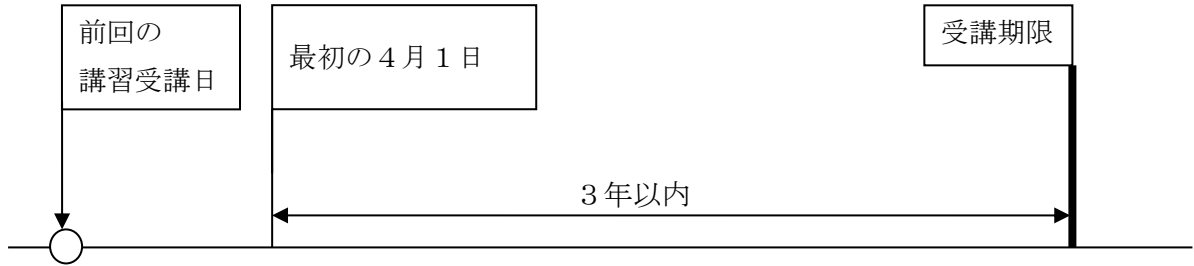 前回の
講習受講日
最初の４月１日
受講期限
３年以内